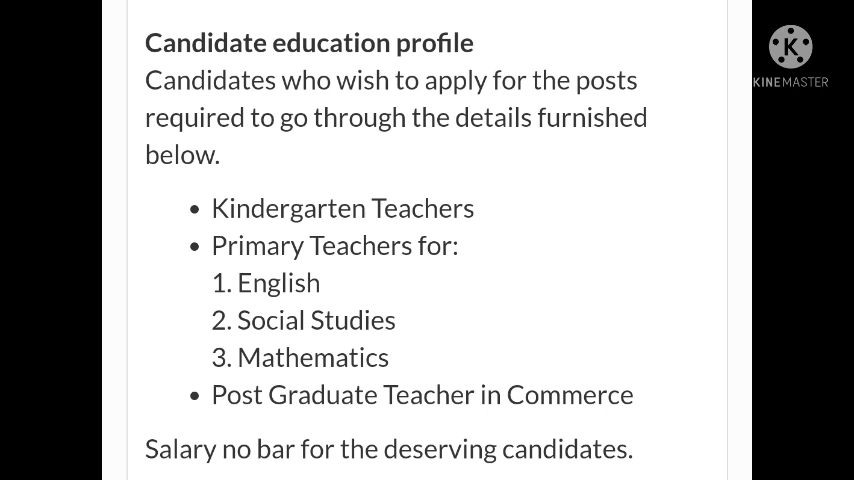 Candidate education profile
Candidates who wish to apply for the posts
required to go through the details furnished
below.
• Kindergarten Teachers
• Primary Teachers for:
1. English
2. Social Studies
3. Mathematics
• Post Graduate Teacher in Commerce
Salary no bar for the deserving candidates.
K
KINEMASTER